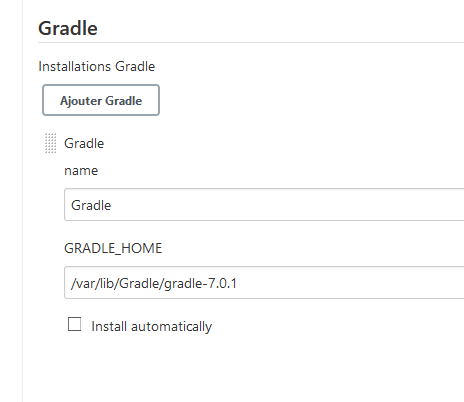 Gradle
Installations Gradle
Ajouter Gradle
Gradle
name
Gradle
GRADLE_HOME
/var/lib/Gradle/gradle-7.0.1
Install automatically